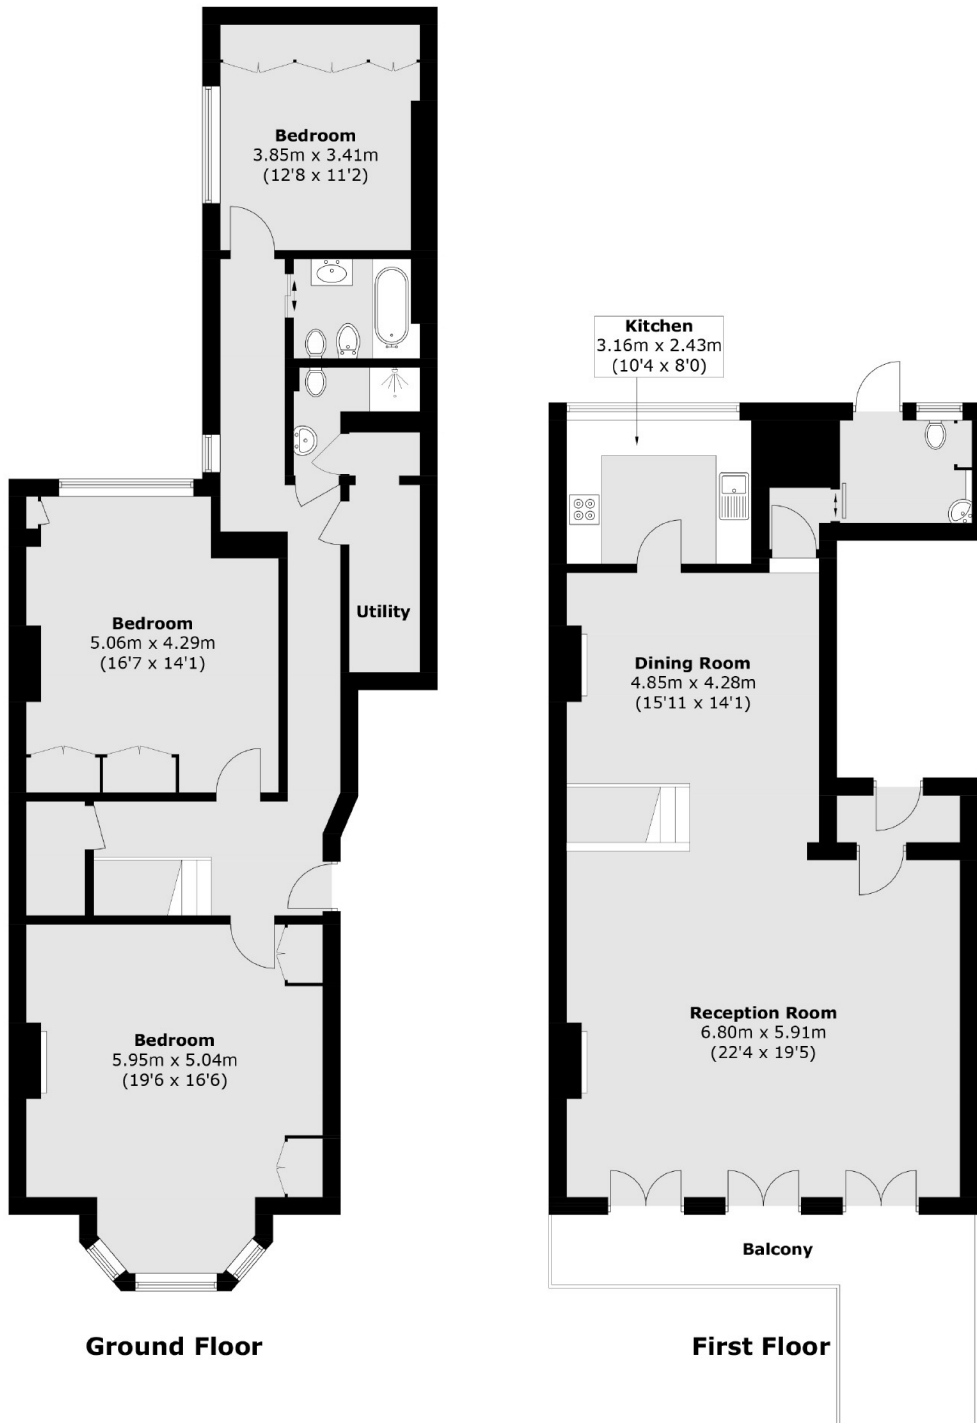 Bedroom
3.85m x 3.41m
(12'8 x 11'2)
Kitchen
3.16m x 2.43m
(10'4 x 8'0)
Utility
Bedroom
5.06m x 4.29m
(16'7 x 14'1)
Dining Room
4.85m x 4.28m
(15'11 x 14'1)
Bedroom
5.95m x 5.04m
(19'6 x 16'6)
Reception Room
6.80m x 5.91m
(22'4 x 19'5)
Balcony
Ground Floor
First Floor